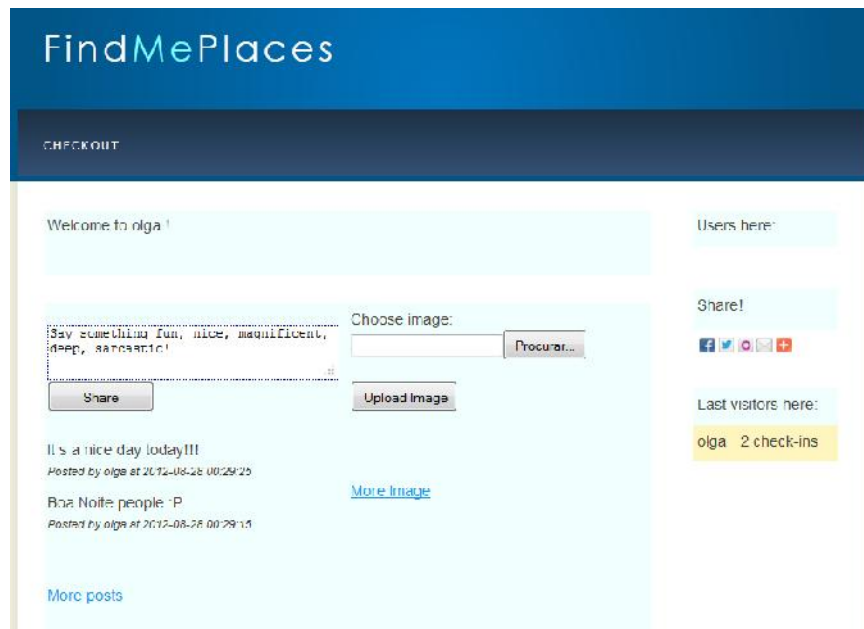 FindMePlaces
CHECKOUT
Welcome to olga !
Users here:
Say something fun, nice, magnificent,
deep, sarcastic!
Share
Choose image:
Procurar...
Upload Image
Share!
Last visitors here:
olga 2 check-ins
It's a nice day today!!!
Posted by olga at 2012-08-28 00:29:25
Boa Noite people :P
Posted by olga at 2012-08-28 00:29:15
More Image
More posts